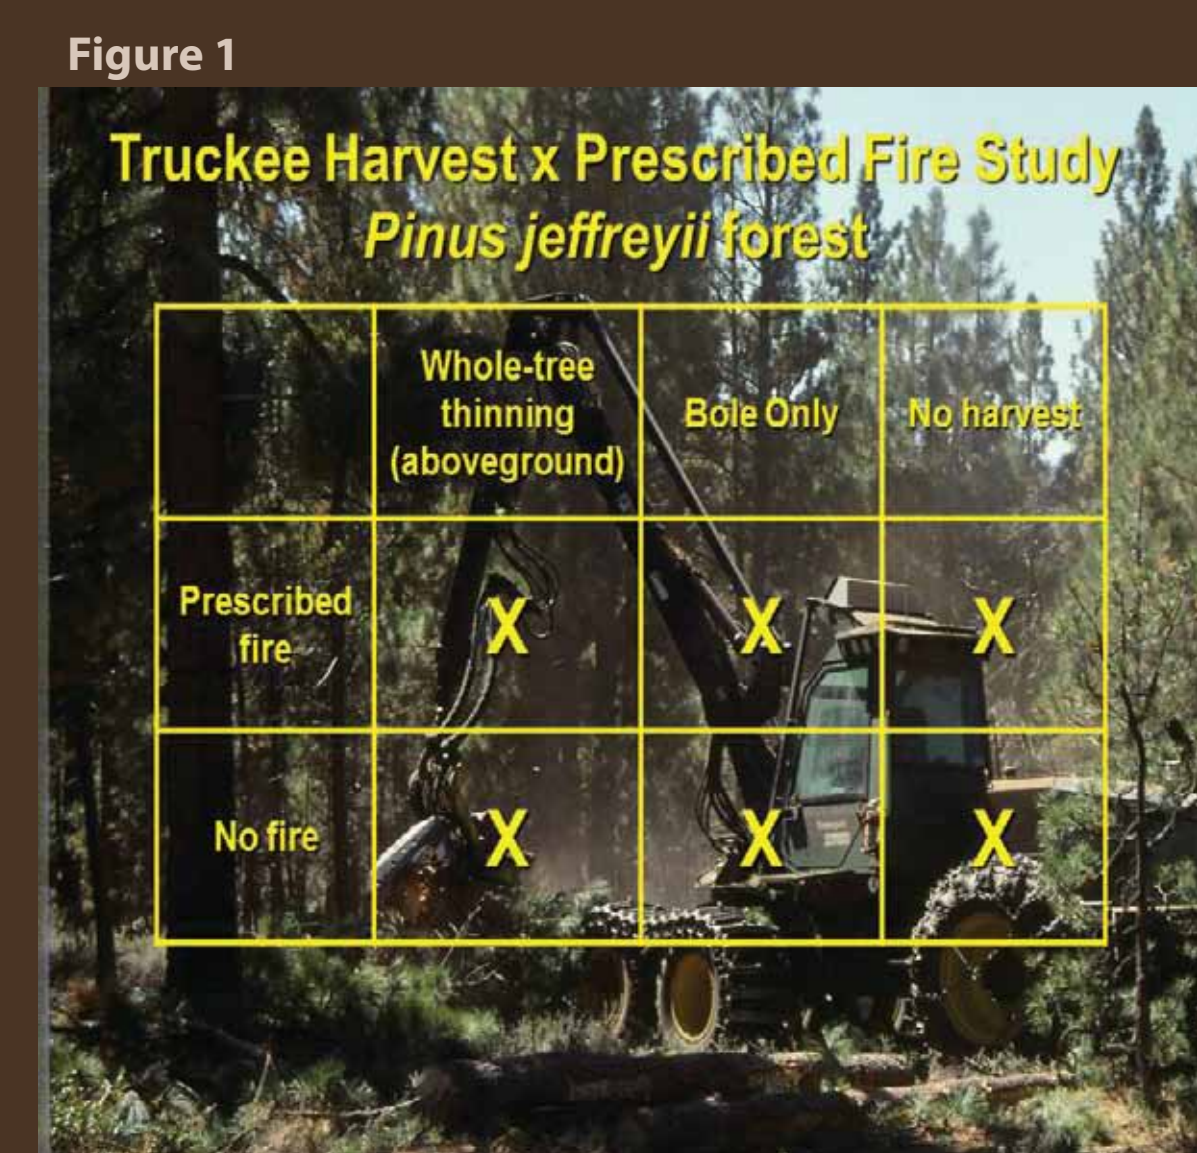 Figure 1
Truckee Harvest x Prescribed Fire Study
Pinus jeffreyii forest
Whole-tree
thinning
(aboveground)
Bole Only
No harvest
Prescribed
fire
X
X
X
No fire
X
X
X